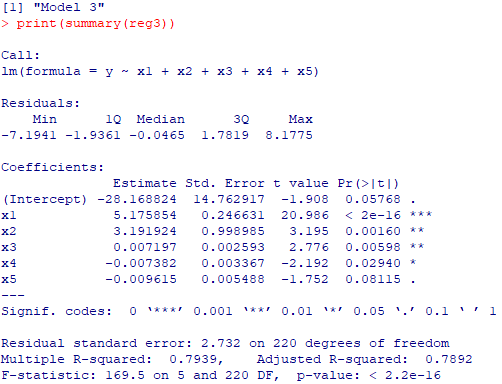 [1] "Model 3"
> print(summary(reg3))
Call:
lm(formula = y ~ x1 + x2 + x3 + x4 + x5)
Residuals:
    Min      1Q  Median      3Q     Max
-7.1941 -1.9361 -0.0465  1.7819  8.1775
Coefficients:
              Estimate Std. Error t value Pr(>|t|)
(Intercept) -28.168824  14.762917  -1.908  0.05768 .
x1            5.175854   0.246631  20.986  < 2e-16 ***
x2            3.191924   0.998985   3.195  0.00160 **
x3            0.007197   0.002593   2.776  0.00598 **
x4           -0.007382   0.003367  -2.192  0.02940 *
x5           -0.009615   0.005488  -1.752  0.08115 .
---
Signif. codes:  0 ‘***’ 0.001 ‘**’ 0.01 ‘*’ 0.05 ‘.’ 0.1 ‘ ’ 1
Residual standard error: 2.732 on 220 degrees of freedom
Multiple R-squared:  0.7939,    Adjusted R-squared:  0.7892
F-statistic: 169.5 on 5 and 220 DF,  p-value: < 2.2e-16